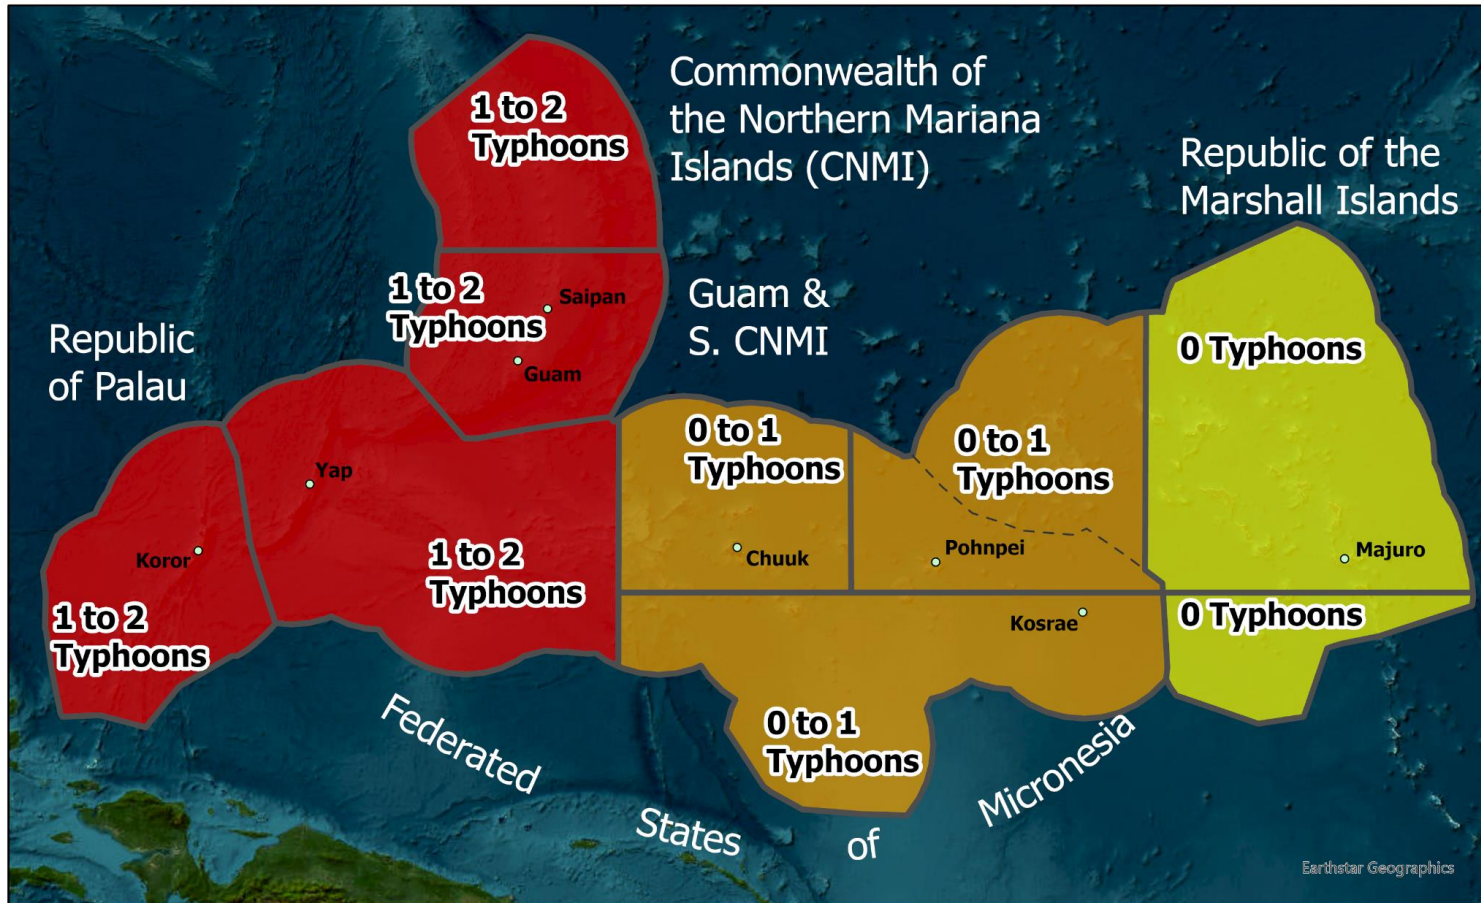 1 to 2
Typhoons
Commonwealth of
the Northern Mariana
Islands (CNMI)
Republic of the
Marshall Islands
1 to 2
Typhoons
Saipan
Guam
Guam &
S. CNMI
Republic
of Palau
0 Typhoons
0 to 1
Typhoons
0 to 1
Typhoons
Yap
Koror
1 to 2
Typhoons
Chuuk
Pohnpei
Majuro
1 to 2
Typhoons
Kosrae
0 Typhoons
0 to 1
Typhoons
Federated
States
of
Micronesia
Earthstar Geographics